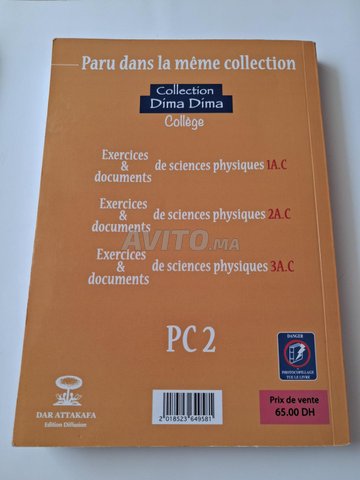 Paru dans la même collection
Collection
Dima Dima
Collège
Exercices
&
documents
de sciences physiques 1A.C
Exercices
&
documents
de sciences physiques 2A.C
AVITO.MA
Exercices
&
documents
de sciences physiques 3A.C
PC 2
DANGER
PHOTOCOPILLAGE
TUE LE LIVRE
DAR ATTAKAFA
Edition Diffusion
2018523649581
Prix de vente
65.00 DH